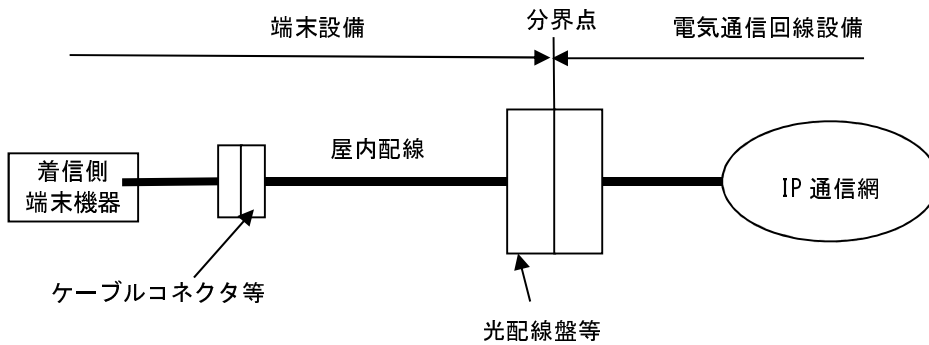 分界点
端末設備
電気通信回線設備
屋内配線
着信側
端末機器
IP 通信網
ケーブルコネクタ等
光配線盤等